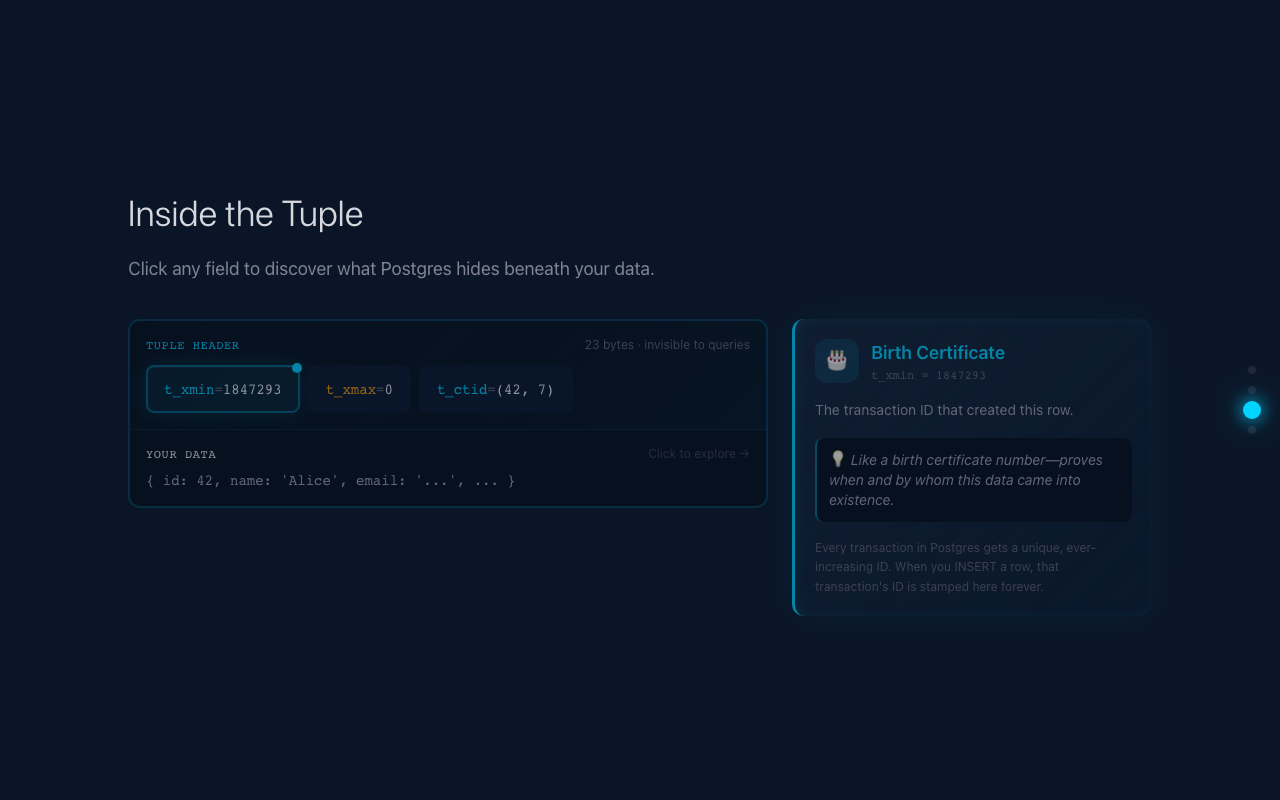 Inside the Tuple
Click any field to discover what Postgres hides beneath your data.
TUPLE HEADER
23 bytes · invisible to queries
t_xmin=1847293
t_xmax=0
t_ctid=(42, 7)
YOUR DATA
Click to explore →
{ id: 42, name: 'Alice', email: '...', ... }
Birth Certificate
t_xmin = 1847293
The transaction ID that created this row.
💡 Like a birth certificate number—proves
when and by whom this data came into
existence.
Every transaction in Postgres gets a unique, ever-
increasing ID. When you INSERT a row, that
transaction's ID is stamped here forever.